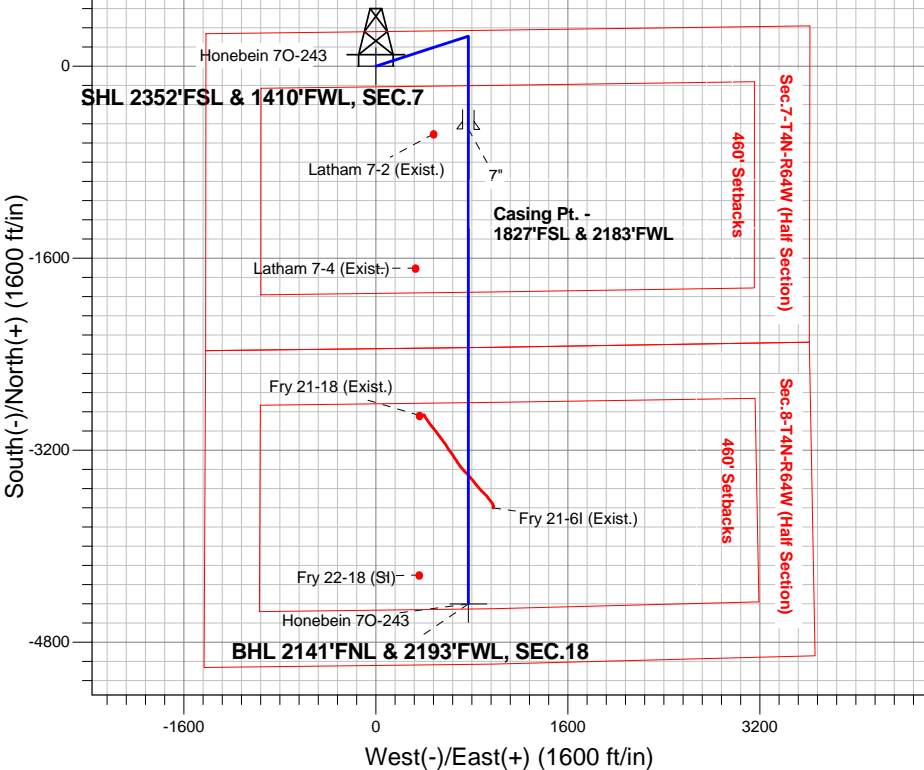 Honebein 7O-243
0
SHL 2352'FSL & 1410'FWL, SEC.7
Latham 7-2 (Exist.)
7"
Casing Pt. -
1827'FSL & 2183'FWL
460' Setbacks
Sec.7-T4N-R64W (Half Section)
-1600
Latham 7-4 (Exist.)
South(-)/North(+) (1600 ft/in)
Fry 21-18 (Exist.)
-3200
Fry 21-6I (Exist.)
460' Setbacks
Sec.8-T4N-R64W (Half Section)
Fry 22-18 (SI)
Honebein 7O-243
-4800
BHL 2141'FNL & 2193'FWL, SEC.18
-1600
0
1600
3200
West(-)/East(+) (1600 ft/in)